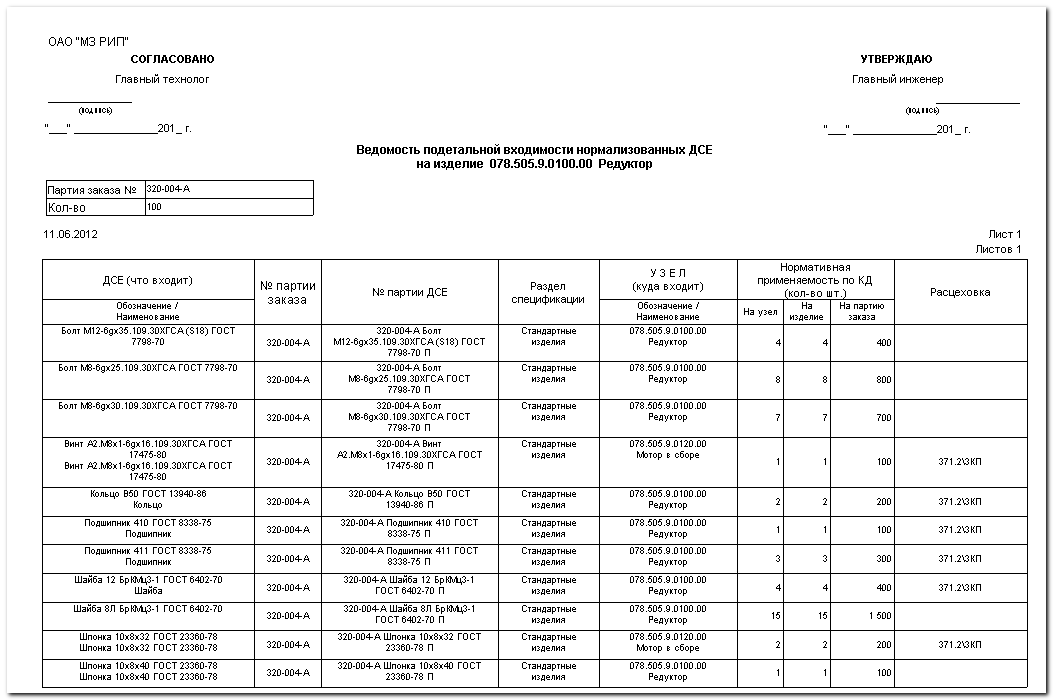 ОАО "МЗ РИП"
СОГЛАСОВАНО
УТВЕРЖДАЮ
Главный технолог
Главный инженер
(подпись)
(подпись)
"___" ______________201_ г.
"___" ______________201_ г.
Ведомость подетальной входимости нормализованных ДСЕ
на изделие 078.505.9.0100.00 Редуктор
Партия заказа № 320-004-А
Кол-во 100
11.06.2012
Лист 1
Листов 1
ДСЕ (что входит)
Обозначение /
Наименование
№ партии
заказа
№ партии ДСЕ
Раздел
спецификации
У З Е Л
(куда входит)
Обозначение /
Наименование
Нормативная
применяемость по КД
(кол-во шт.)
На узел
На
изделие
На партию
заказа
Расцеховка
Болт М12-6gх35.109.30ХГСА (S18) ГОСТ
7798-70
320-004-А
320-004-А Болт
М12-6gх35.109.30ХГСА (S18) ГОСТ
7798-70 П
Стандартные
изделия
078.505.9.0100.00
Редуктор
4 4 400
Болт М8-6gх25.109.30ХГСА ГОСТ 7798-70
320-004-А
320-004-А Болт
М8-6gх25.109.30ХГСА ГОСТ
7798-70 П
Стандартные
изделия
078.505.9.0100.00
Редуктор
8 8 800
Болт М8-6gх30.109.30ХГСА ГОСТ 7798-70
320-004-А
320-004-А Болт
М8-6gх30.109.30ХГСА ГОСТ
7798-70 П
Стандартные
изделия
078.505.9.0100.00
Редуктор
7 7 700
Винт А2.М8х1-6gх16.109.30ХГСА ГОСТ
17475-80
Винт А2.М8х1-6gх16.109.30ХГСА ГОСТ
17475-80
320-004-А
320-004-А Винт
А2.М8х1-6gх16.109.30ХГСА ГОСТ
17475-80 П
Стандартные
изделия
078.505.9.0120.00
Мотор в сборе
1 1 100 371.2\ЗКП
Кольцо В50 ГОСТ 13940-86
Кольцо
320-004-А
320-004-А Кольцо В50 ГОСТ
13940-86 П
Стандартные
изделия
078.505.9.0100.00
Редуктор
2 2 200 371.2\ЗКП
Подшипник 410 ГОСТ 8338-75
Подшипник
320-004-А
320-004-А Подшипник 410 ГОСТ
8338-75 П
Стандартные
изделия
078.505.9.0100.00
Редуктор
1 1 100 371.2\ЗКП
Подшипник 411 ГОСТ 8338-75
Подшипник
320-004-А
320-004-А Подшипник 411 ГОСТ
8338-75 П
Стандартные
изделия
078.505.9.0100.00
Редуктор
3 3 300 371.2\ЗКП
Шайба 12 БрКМц3-1 ГОСТ 6402-70
Шайба
320-004-А
320-004-А Шайба 12 БрКМц3-1
ГОСТ 6402-70 П
Стандартные
изделия
078.505.9.0100.00
Редуктор
4 4 400 371.2\ЗКП
Шайба 8Л БрКМц3-1 ГОСТ 6402-70
320-004-А
320-004-А Шайба 8Л БрКМц3-1
ГОСТ 6402-70 П
Стандартные
изделия
078.505.9.0100.00
Редуктор
15 15 1 500
Шпонка 10х8х32 ГОСТ 23360-78
Шпонка 10х8х32 ГОСТ 23360-78
320-004-А
320-004-А Шпонка 10х8х32 ГОСТ
23360-78 П
Стандартные
изделия
078.505.9.0120.00
Мотор в сборе
2 2 200 371.2\ЗКП
Шпонка 10х8х40 ГОСТ 23360-78
Шпонка 10х8х40 ГОСТ 23360-78
320-004-А
320-004-А Шпонка 10х8х40 ГОСТ
23360-78 П
Стандартные
изделия
078.505.9.0100.00
Редуктор
1 1 100